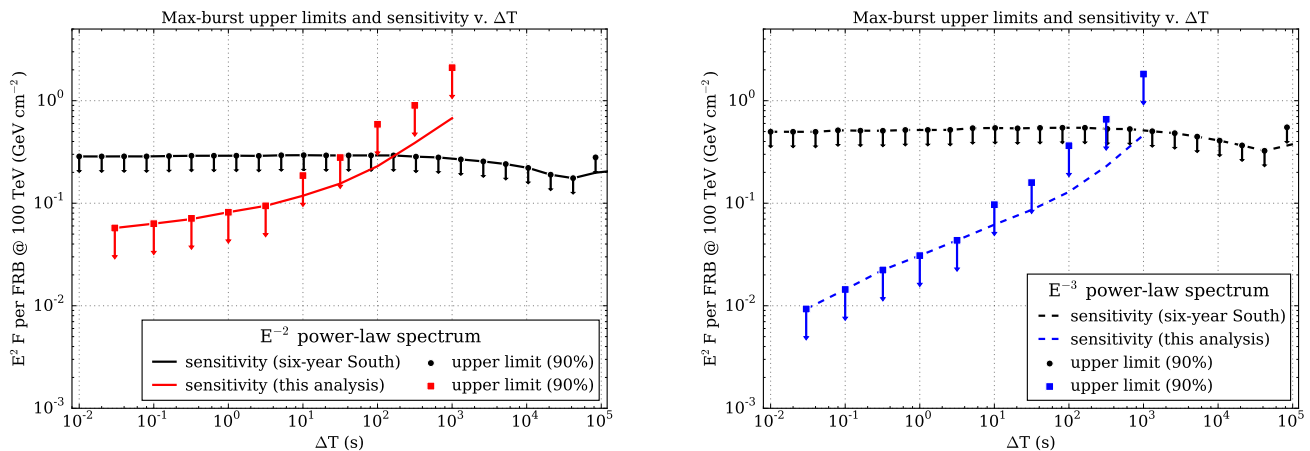 Max-burst upper limits and sensitivity v. ΔT
E² F per FRB @ 100 TeV (GeV cm⁻²)
10⁰
10⁻¹
10⁻²
10⁻³
E⁻² power-law spectrum
sensitivity (six-year South)
upper limit (90%)
sensitivity (this analysis)
upper limit (90%)
10⁻² 10⁻¹ 10⁰ 10¹ 10² 10³ 10⁴ 10⁵
ΔT (s)
Max-burst upper limits and sensitivity v. ΔT
E² F per FRB @ 100 TeV (GeV cm⁻²)
10⁰
10⁻¹
10⁻²
10⁻³
E⁻³ power-law spectrum
sensitivity (six-year South)
sensitivity (this analysis)
upper limit (90%)
upper limit (90%)
10⁻² 10⁻¹ 10⁰ 10¹ 10² 10³ 10⁴ 10⁵
ΔT (s)